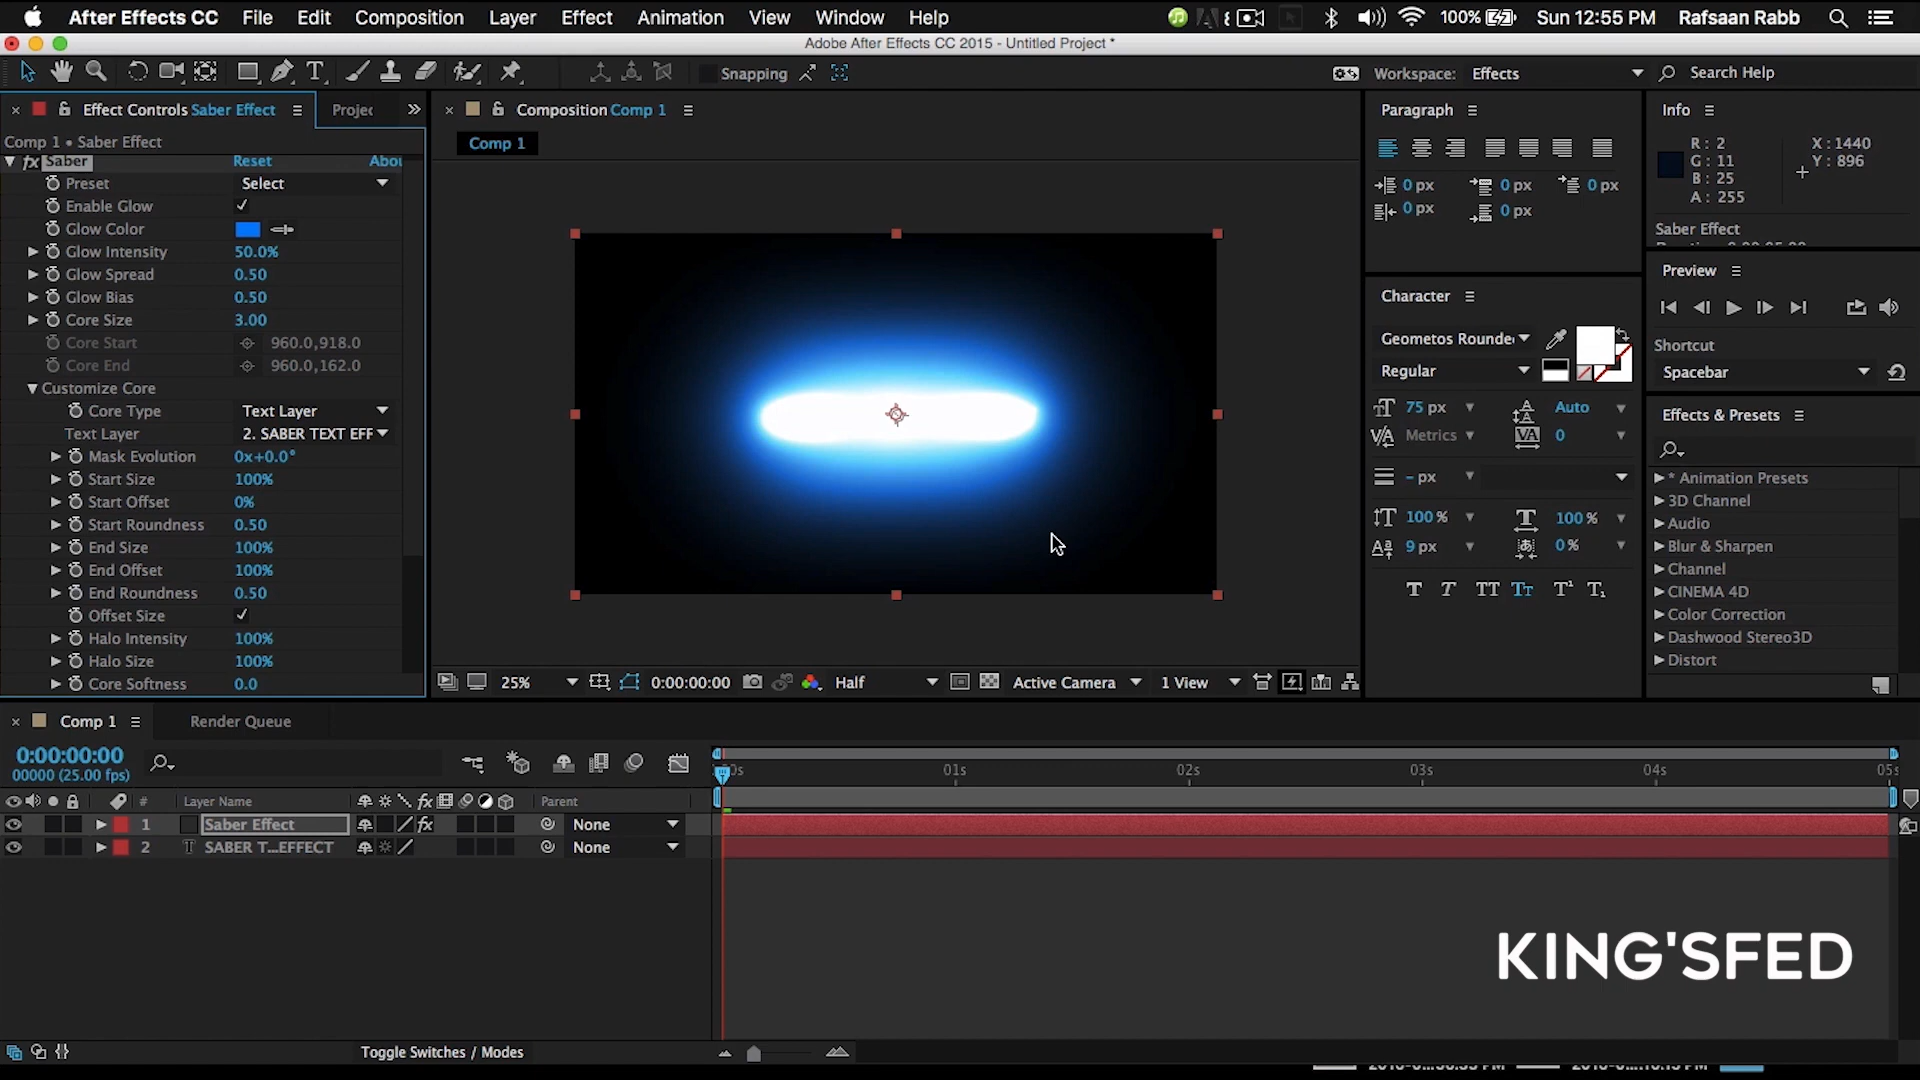 After Effects CC File Edit Composition Layer Effect Animation View Window Help 8 100% Sun 12:55 PM Rafsaan Rabb
Adobe After Effects CC 2015 - Untitled Project *
Snapping Workspace: Effects Search Help
Effect Controls Saber Effect Projec
Comp 1 • Saber Effect
fx Saber Reset Abou
Preset Select
Enable Glow
Glow Color
Glow Intensity 50.0%
Glow Spread 0.50
Glow Bias 0.50
Core Size 3.00
Core Start 960.0,918.0
Core End 960.0,162.0
Customize Core
Core Type Text Layer
Text Layer 2. SABER TEXT EFF
Mask Evolution 0x+0.0°
Start Size 100%
Start Offset 0%
Start Roundness 0.50
End Size 100%
End Offset 100%
End Roundness 0.50
Offset Size
Halo Intensity 100%
Halo Size 100%
Core Softness 0.0
Composition Comp 1
Comp 1
25% 0:00:00:00 Half Active Camera 1 View
Paragraph
0 px 0 px 0 px
0 px 0 px
Character
Geometos Rounde
Regular
75 px Auto
Metrics 0
- px
100 % 100 %
9 px 0 %
T T TT Tт T¹ T₁
Info
R: 2 X: 1440
G: 11 Y: 896
B: 25
A: 255
Saber Effect
Preview
Shortcut
Spacebar
Effects & Presets
* Animation Presets
3D Channel
Audio
Blur & Sharpen
Channel
CINEMA 4D
Color Correction
Dashwood Stereo3D
Distort
Comp 1 Render Queue
0:00:00:00
00000 (25.00 fps)
01s 02s 03s 04s
# Layer Name fx Parent
1 Saber Effect fx None
2 T SABER T...EFFECT None
KING'SFED
Toggle Switches / Modes